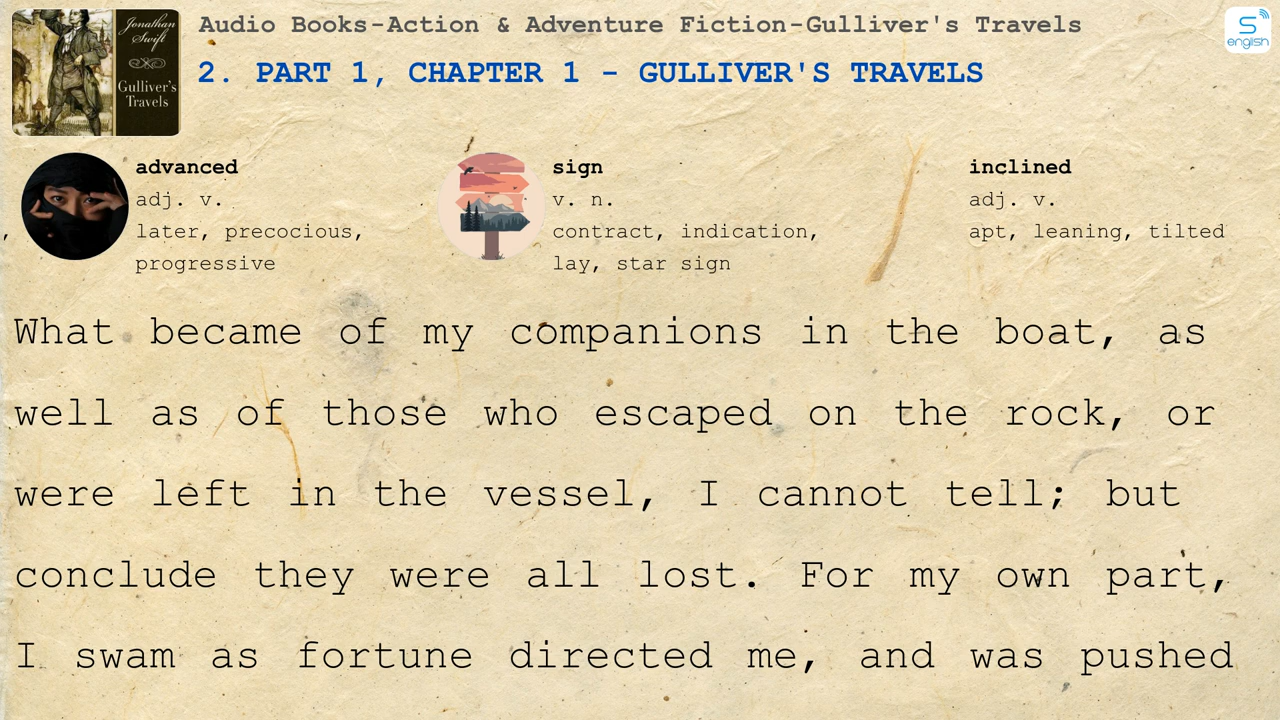 Jonathan
Swift
Gulliver's
Travels
Audio Books-Action & Adventure Fiction-Gulliver's Travels
2. PART 1, CHAPTER 1 - GULLIVER'S TRAVELS
S
english
advanced
adj. v.
later, precocious,
progressive
sign
v. n.
contract, indication,
lay, star sign
inclined
adj. v.
apt, leaning, tilted
,
What became of my companions in the boat, as
well as of those who escaped on the rock, or
were left in the vessel, I cannot tell; but
conclude they were all lost. For my own part,
I swam as fortune directed me, and was pushed